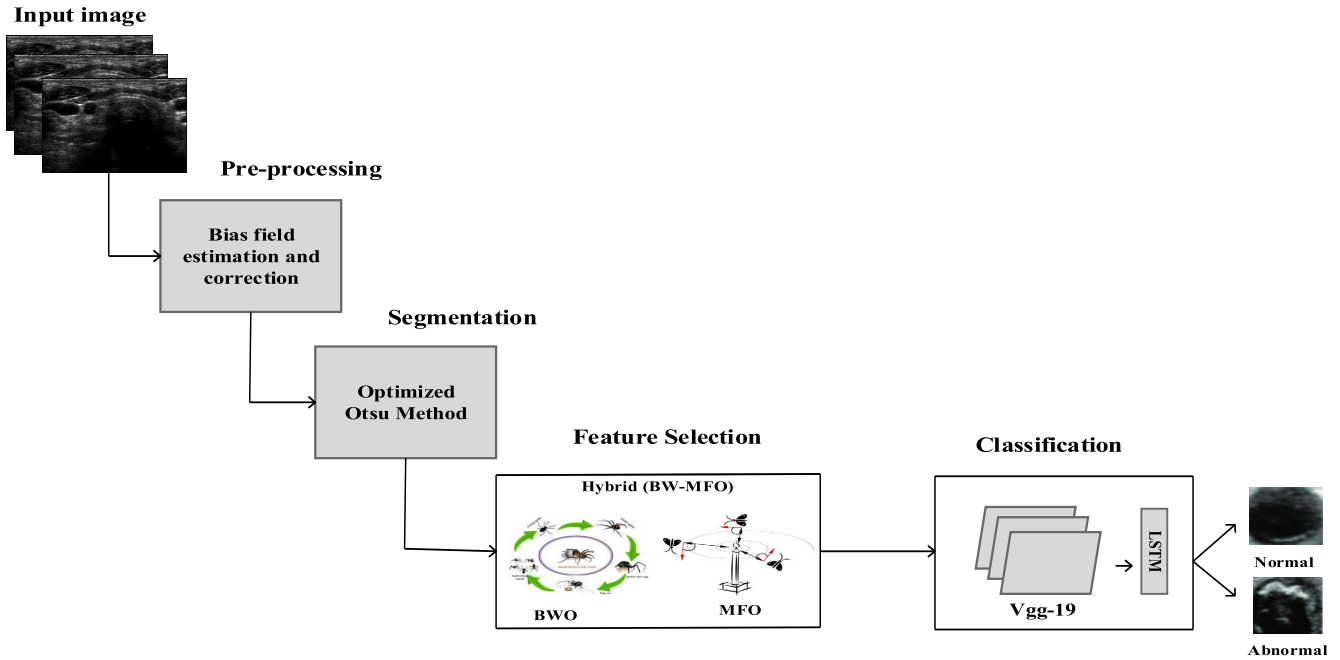 Input image
Pre-processing
Bias field
estimation and
correction
Segmentation
Optimized
Otsu Method
Feature Selection
Hybrid (BW-MFO)
BWO
MFO
Classification
LSTM
Vgg-19
Normal
Abnormal